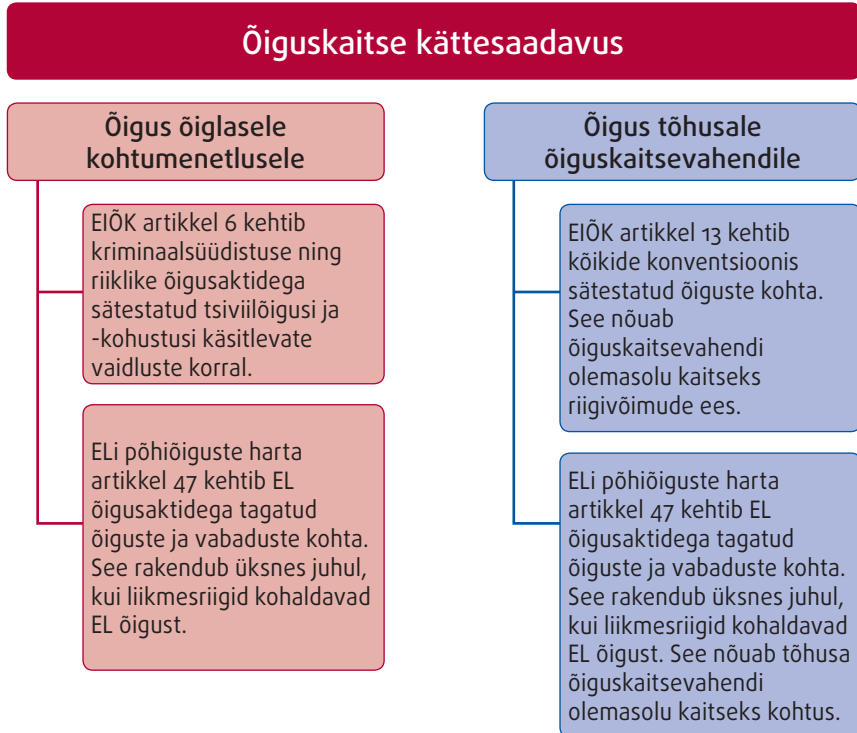 Õiguskaitse kättesaadavus
Õigus õiglasele
kohtumenetlusele
EIÕK artikkel 6 kehtib
kriminaalsüüdistuse ning
riiklike õigusaktidega
sätestatud tsiviilõigusi ja
-kohustusi käsitlevate
vaidluste korral.
ELi põhiõiguste harta
artikkel 47 kehtib EL
õigusaktidega tagatud
õiguste ja vabaduste kohta.
See rakendub üksnes juhul,
kui liikmesriigid kohaldavad
EL õigust.
Õigus tõhusale
õiguskaitsevahendile
EIÕK artikkel 13 kehtib
kõikide konventsioonis
sätestatud õiguste kohta.
See nõuab
õiguskaitsevahendi
olemasolu kaitseks
riigivõimude ees.
ELi põhiõiguste harta
artikkel 47 kehtib EL
õigusaktidega tagatud
õiguste ja vabaduste kohta.
See rakendub üksnes juhul,
kui liikmesriigid kohaldavad
EL õigust. See nõuab tõhusa
õiguskaitsevahendi
olemasolu kaitseks kohtus.